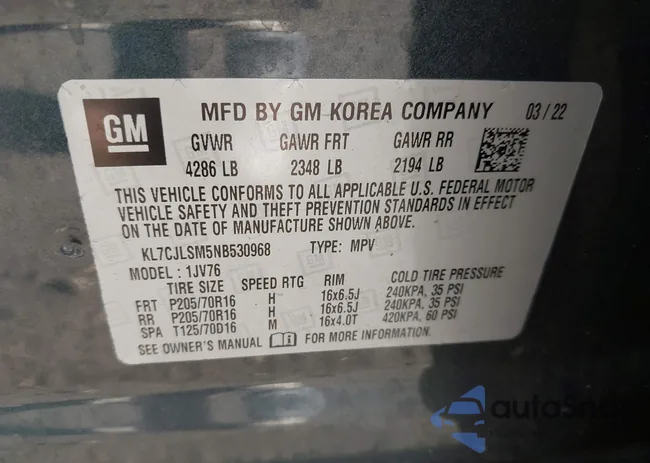 GM
MFD BY GM KOREA COMPANY 03/22
GVWR GAWR FRT GAWR RR
4286 LB 2348 LB 2194 LB
THIS VEHICLE CONFORMS TO ALL APPLICABLE U.S. FEDERAL MOTOR
VEHICLE SAFETY AND THEFT PREVENTION STANDARDS IN EFFECT
ON THE DATE OF MANUFACTURE SHOWN ABOVE.
KL7CJLSM5NB530968 TYPE: MPV
MODEL : 1JV76
TIRE SIZE SPEED RTG RIM COLD TIRE PRESSURE
FRT P205/70R16 H 16x6.5J 240KPA, 35 PSI
RR P205/70R16 H 16x6.5J 240KPA, 35 PSI
SPA T125/70D16 M 16x4.0T 420KPA, 60 PSI
SEE OWNER'S MANUAL FOR MORE INFORMATION.